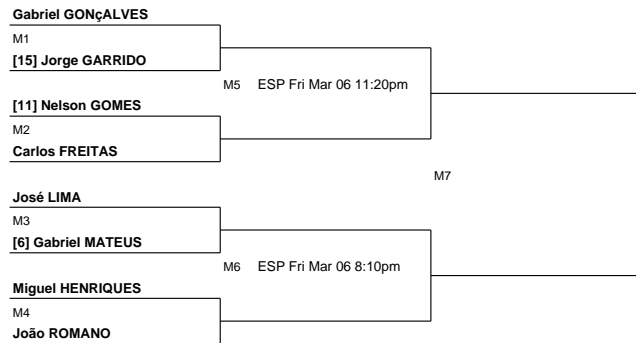 Gabriel GONçALVES
M1
[15] Jorge GARRIDO
M5 ESP Fri Mar 06 11:20pm
[11] Nelson GOMES
M2
Carlos FREITAS
M7
José LIMA
M3
[6] Gabriel MATEUS
M6 ESP Fri Mar 06 8:10pm
Miguel HENRIQUES
M4
João ROMANO